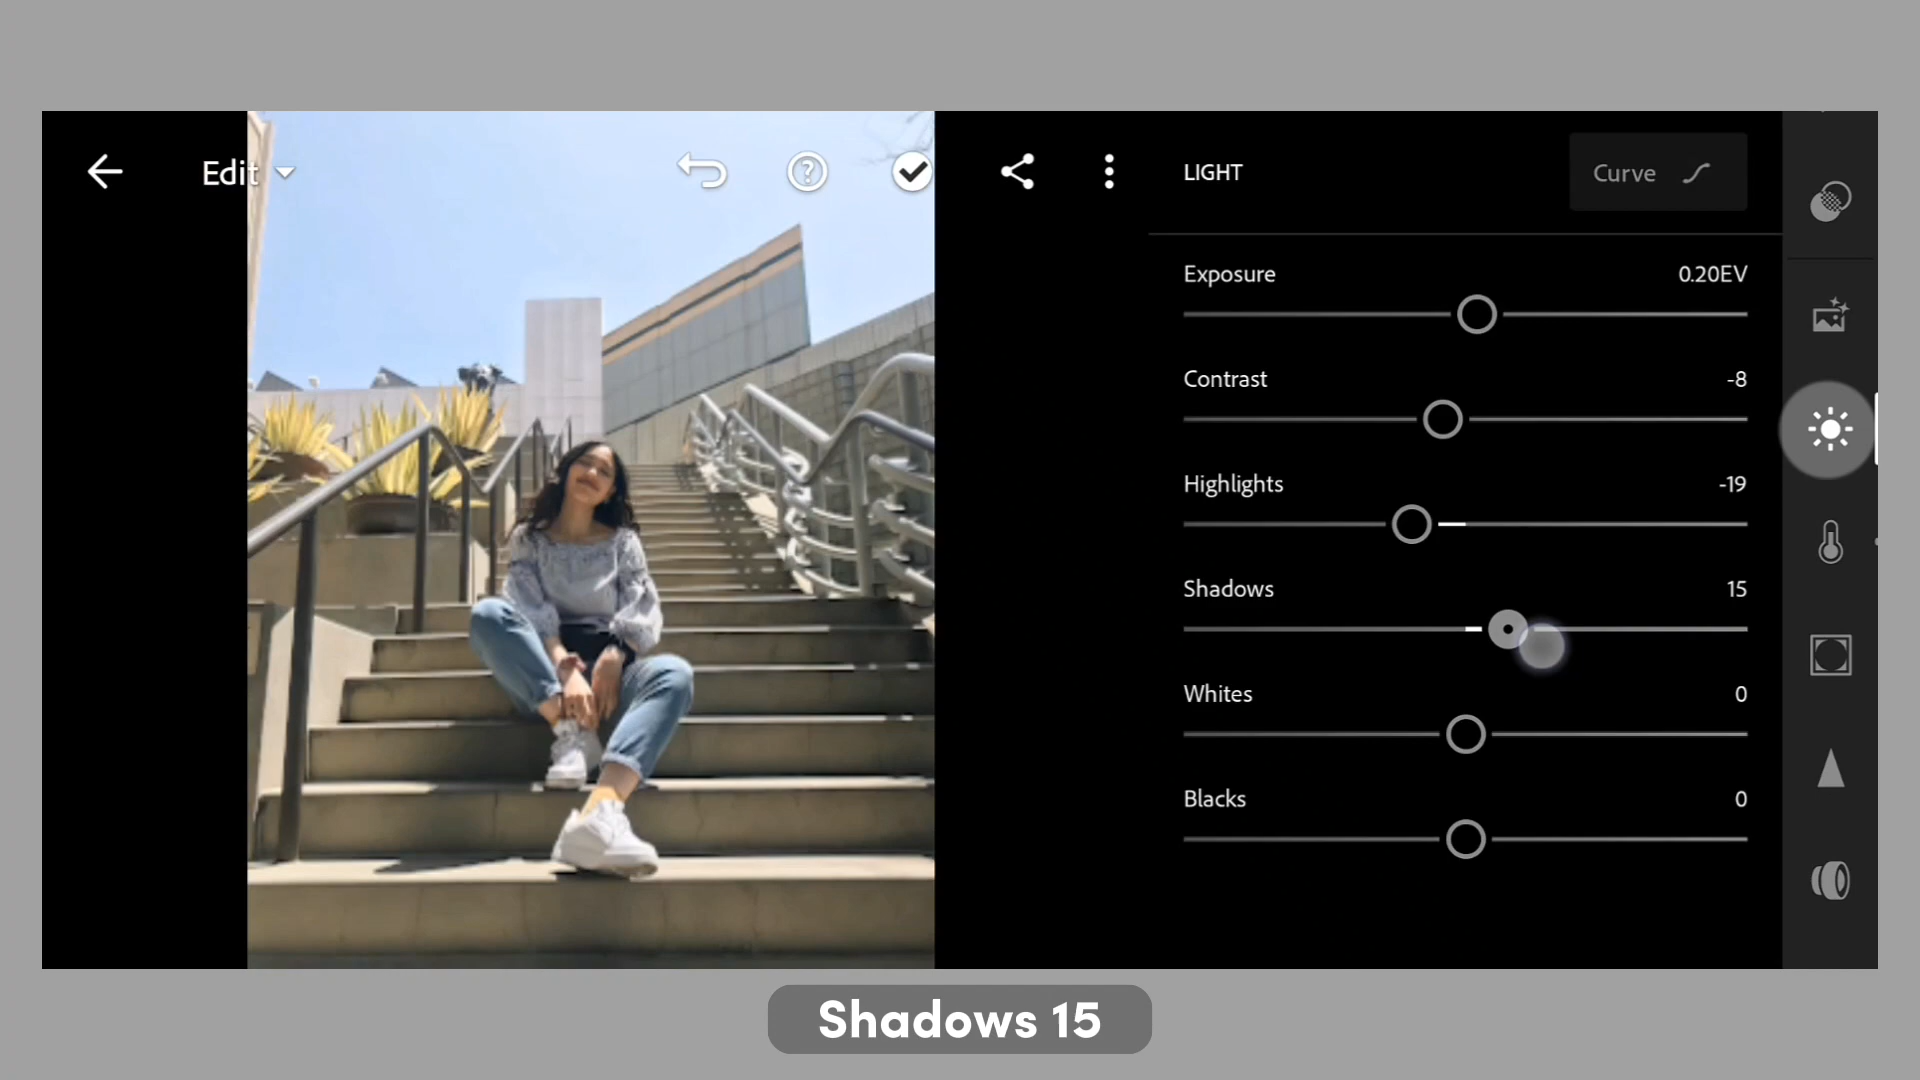 Edit
LIGHT
Curve
Exposure 0.20EV
Contrast -8
Highlights -19
Shadows 15
Whites 0
Blacks 0
Shadows 15